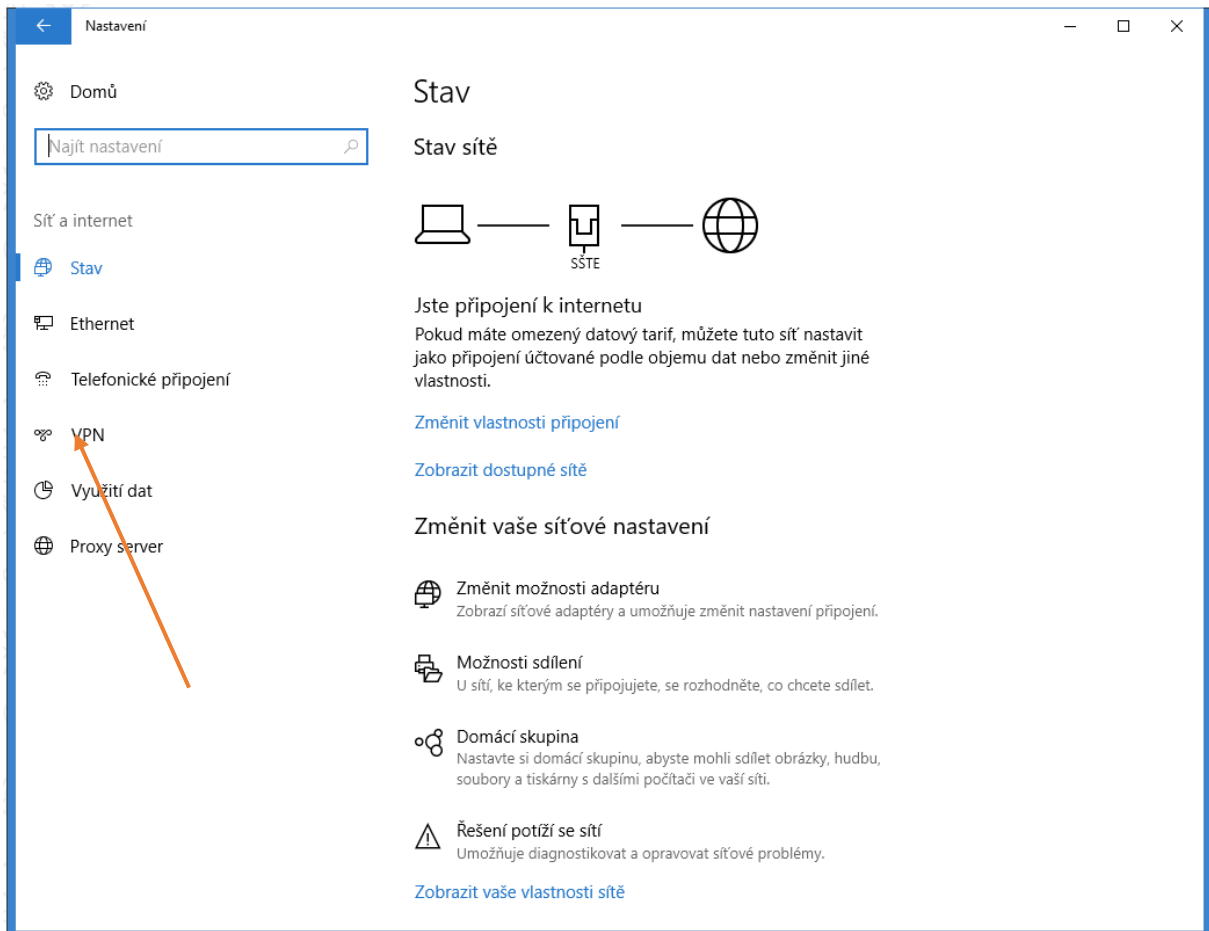 Nastavení
Domů
Najít nastavení
Síť a internet
Stav
Ethernet
Telefonické připojení
VPN
Využití dat
Proxy server
Stav
Stav sítě
SŠTE
Jste připojení k internetu
Pokud máte omezený datový tarif, můžete tuto síť nastavit
jako připojení účtované podle objemu dat nebo změnit jiné
vlastnosti.
Změnit vlastnosti připojení
Zobrazit dostupné sítě
Změnit vaše síťové nastavení
Změnit možnosti adaptéru
Zobrazí síťové adaptéry a umožňuje změnit nastavení připojení.
Možnosti sdílení
U sítí, ke kterým se připojujete, se rozhodněte, co chcete sdílet.
Domácí skupina
Nastavte si domácí skupinu, abyste mohli sdílet obrázky, hudbu,
soubory a tiskárny s dalšími počítači ve vaší síti.
Řešení potíží se sítí
Umožňuje diagnostikovat a opravovat síťové problémy.
Zobrazit vaše vlastnosti sítě